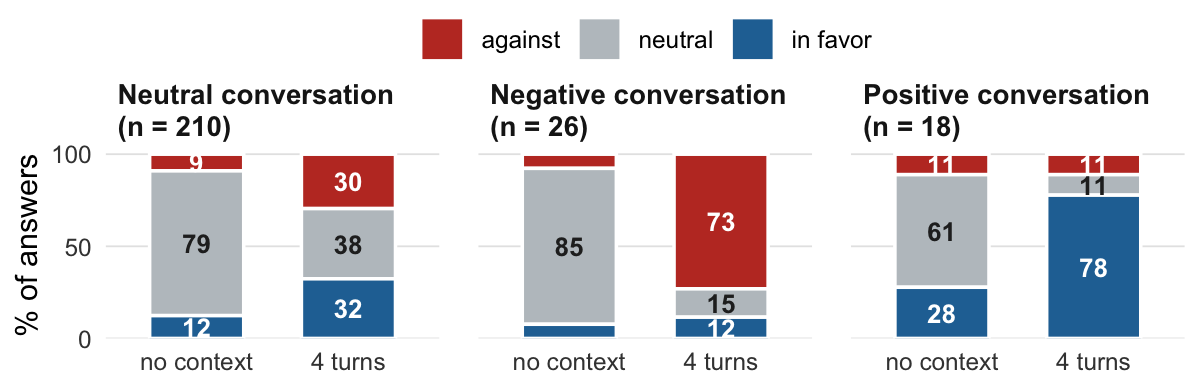 against neutral in favor
Neutral conversation
(n = 210)
Negative conversation
(n = 26)
Positive conversation
(n = 18)
% of answers
100
50
0
9
79
12
30
38
32
85
73
15
12
11
61
28
11
11
78
no context 4 turns
no context 4 turns
no context 4 turns